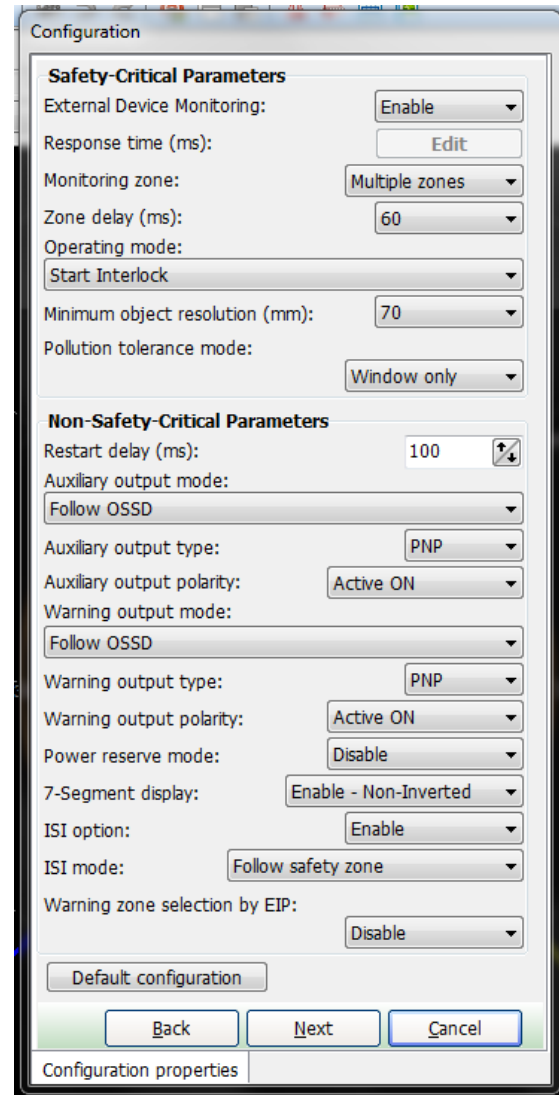 Configuration
Safety-Critical Parameters
External Device Monitoring: Enable
Response time (ms): Edit
Monitoring zone: Multiple zones
Zone delay (ms): 60
Operating mode:
Start Interlock
Minimum object resolution (mm): 70
Pollution tolerance mode:
Window only
Non-Safety-Critical Parameters
Restart delay (ms): 100
Auxiliary output mode:
Follow OSSD
Auxiliary output type: PNP
Auxiliary output polarity: Active ON
Warning output mode:
Follow OSSD
Warning output type: PNP
Warning output polarity: Active ON
Power reserve mode: Disable
7-Segment display: Enable - Non-Inverted
ISI option: Enable
ISI mode: Follow safety zone
Warning zone selection by EIP:
Disable
Default configuration
Back Next Cancel
Configuration properties